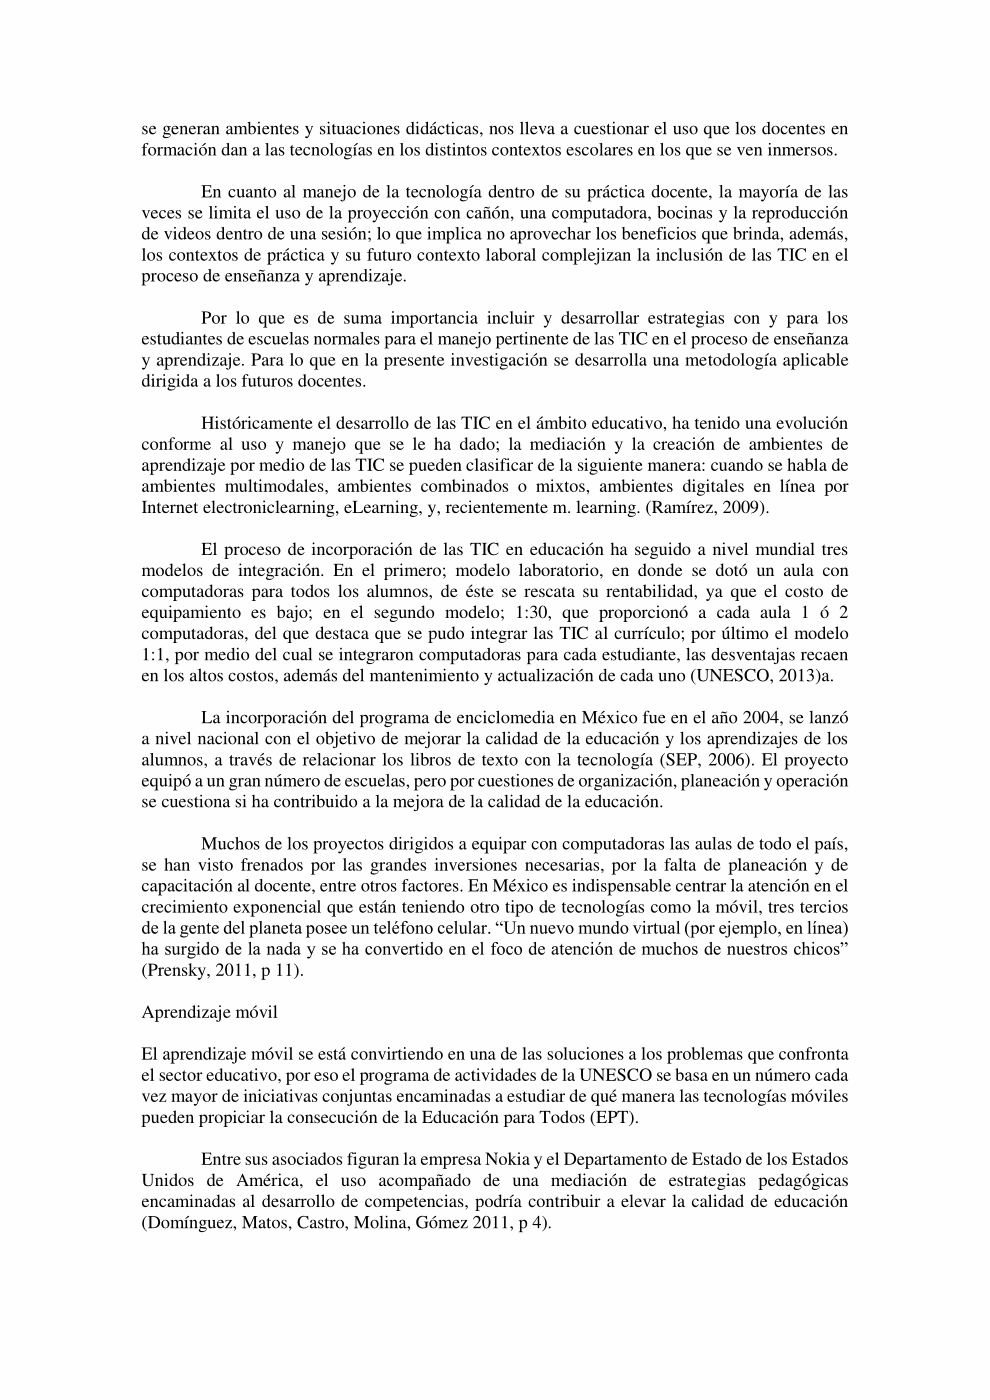 se generan ambientes y situaciones didácticas, nos lleva a cuestionar el uso que los docentes en
formación dan a las tecnologías en los distintos contextos escolares en los que se ven inmersos.
En cuanto al manejo de la tecnología dentro de su práctica docente, la mayoría de las
veces se limita el uso de la proyección con cañón, una computadora, bocinas y la reproducción
de videos dentro de una sesión; lo que implica no aprovechar los beneficios que brinda, además,
los contextos de práctica y su futuro contexto laboral complejizan la inclusión de las TIC en el
proceso de enseñanza y aprendizaje.
Por lo que es de suma importancia incluir y desarrollar estrategias con y para los
estudiantes de escuelas normales para el manejo pertinente de las TIC en el proceso de enseñanza
y aprendizaje. Para lo que en la presente investigación se desarrolla una metodología aplicable
dirigida a los futuros docentes.
Históricamente el desarrollo de las TIC en el ámbito educativo, ha tenido una evolución
conforme al uso y manejo que se le ha dado; la mediación y la creación de ambientes de
aprendizaje por medio de las TIC se pueden clasificar de la siguiente manera: cuando se habla de
ambientes multimodales, ambientes combinados o mixtos, ambientes digitales en línea por
Internet electroniclearning, eLearning, y, recientemente m. learning. (Ramírez, 2009).
El proceso de incorporación de las TIC en educación ha seguido a nivel mundial tres
modelos de integración. En el primero; modelo laboratorio, en donde se dotó un aula con
computadoras para todos los alumnos, de éste se rescata su rentabilidad, ya que el costo de
equipamiento es bajo; en el segundo modelo; 1:30, que proporcionó a cada aula 1 ó 2
computadoras, del que destaca que se pudo integrar las TIC al currículo; por último el modelo
1:1, por medio del cual se integraron computadoras para cada estudiante, las desventajas recaen
en los altos costos, además del mantenimiento y actualización de cada uno (UNESCO, 2013)a.
La incorporación del programa de enciclomedia en México fue en el año 2004, se lanzó
a nivel nacional con el objetivo de mejorar la calidad de la educación y los aprendizajes de los
alumnos, a través de relacionar los libros de texto con la tecnología (SEP, 2006). El proyecto
equipó a un gran número de escuelas, pero por cuestiones de organización, planeación y operación
se cuestiona si ha contribuido a la mejora de la calidad de la educación.
Muchos de los proyectos dirigidos a equipar con computadoras las aulas de todo el país,
se han visto frenados por las grandes inversiones necesarias, por la falta de planeación y de
capacitación al docente, entre otros factores. En México es indispensable centrar la atención en el
crecimiento exponencial que están teniendo otro tipo de tecnologías como la móvil, tres tercios
de la gente del planeta posee un teléfono celular. “Un nuevo mundo virtual (por ejemplo, en línea)
ha surgido de la nada y se ha convertido en el foco de atención de muchos de nuestros chicos”
(Prensky, 2011, p 11).
Aprendizaje móvil
El aprendizaje móvil se está convirtiendo en una de las soluciones a los problemas que confronta
el sector educativo, por eso el programa de actividades de la UNESCO se basa en un número cada
vez mayor de iniciativas conjuntas encaminadas a estudiar de qué manera las tecnologías móviles
pueden propiciar la consecución de la Educación para Todos (EPT).
Entre sus asociados figuran la empresa Nokia y el Departamento de Estado de los Estados
Unidos de América, el uso acompañado de una mediación de estrategias pedagógicas
encaminadas al desarrollo de competencias, podría contribuir a elevar la calidad de educación
(Domínguez, Matos, Castro, Molina, Gómez 2011, p 4).